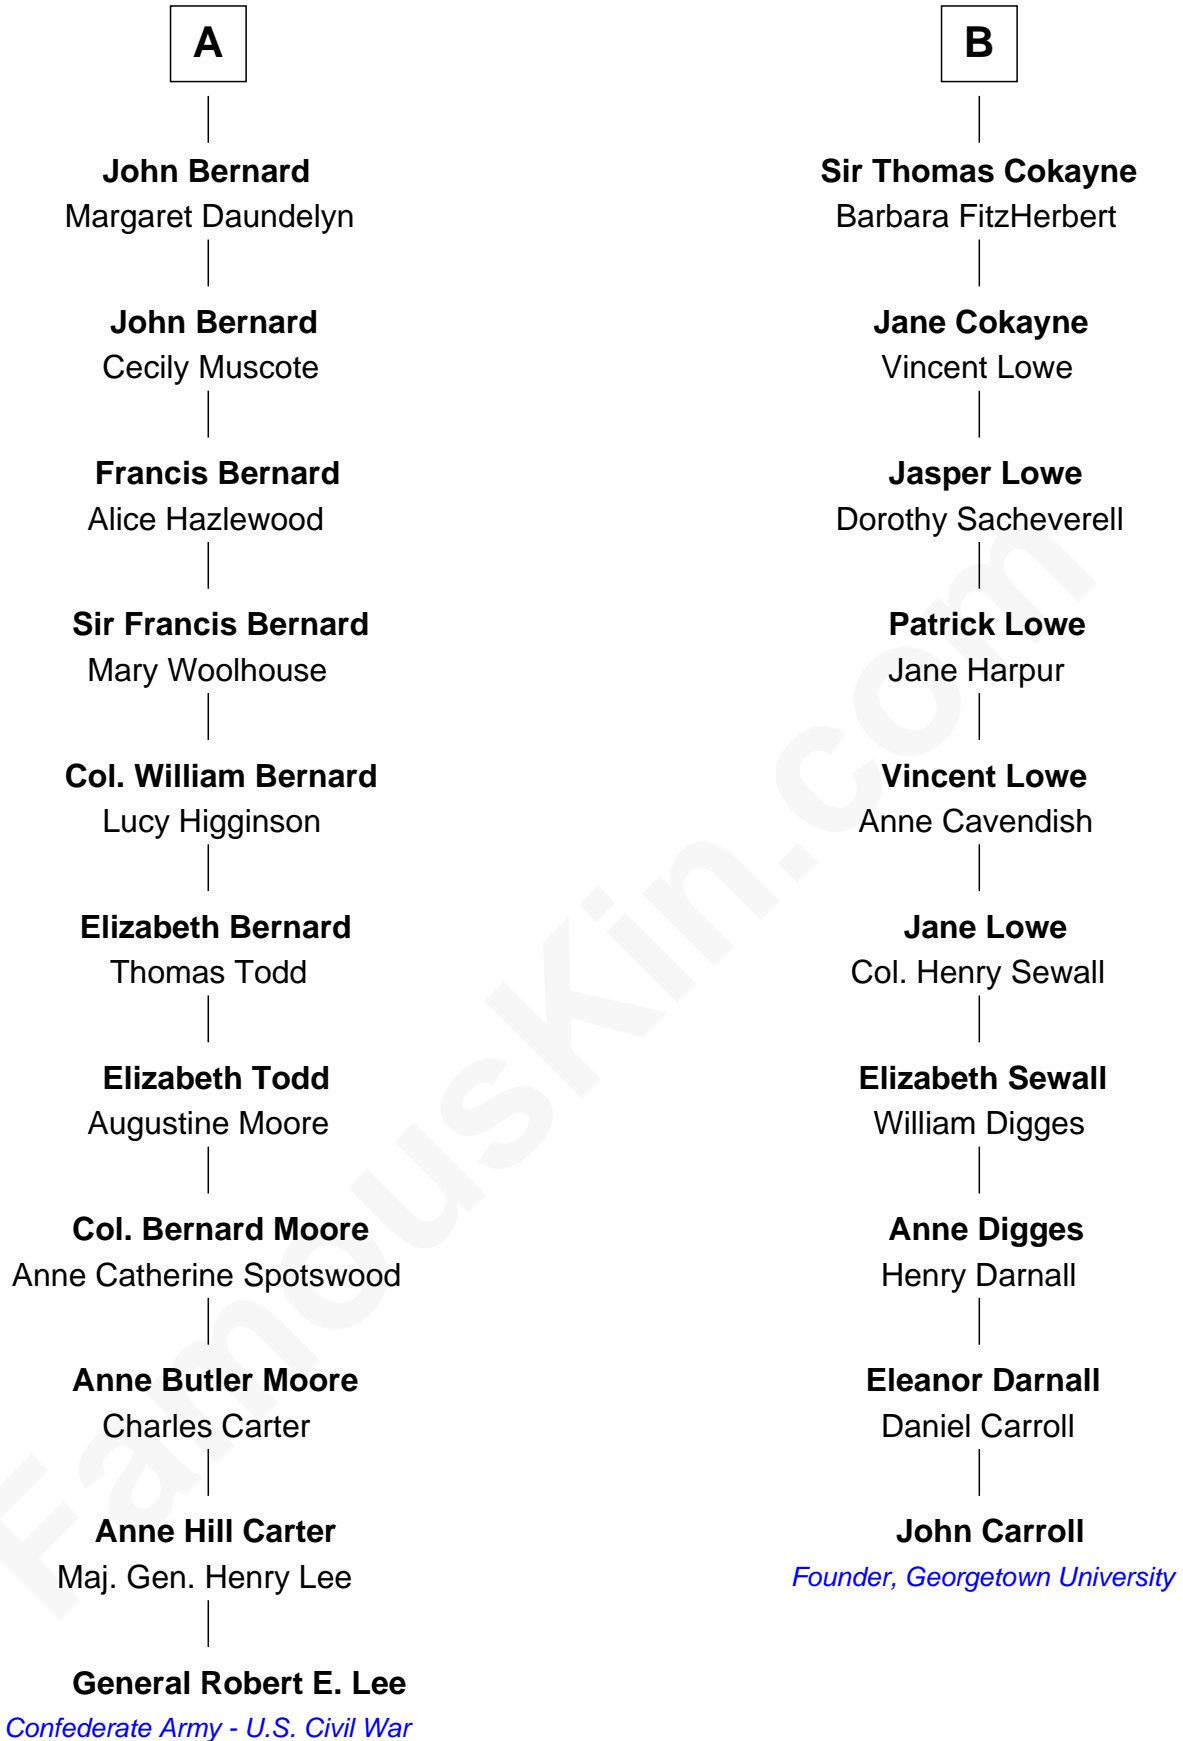 A
John Bernard
Margaret Daundelyn
John Bernard
Cecily Muscote
Francis Bernard
Alice Hazlewood
Sir Francis Bernard
Mary Woolhouse
Col. William Bernard
Lucy Higginson
Elizabeth Bernard
Thomas Todd
Elizabeth Todd
Augustine Moore
Col. Bernard Moore
Anne Catherine Spotswood
Anne Butler Moore
Charles Carter
Anne Hill Carter
Maj. Gen. Henry Lee
General Robert E. Lee
Confederate Army - U.S. Civil War
B
Sir Thomas Cokayne
Barbara FitzHerbert
Jane Cokayne
Vincent Lowe
Jasper Lowe
Dorothy Sacheverell
Patrick Lowe
Jane Harpur
Vincent Lowe
Anne Cavendish
Jane Lowe
Col. Henry Sewall
Elizabeth Sewall
William Digges
Anne Digges
Henry Darnall
Eleanor Darnall
Daniel Carroll
John Carroll
Founder, Georgetown University
FamousKin.com